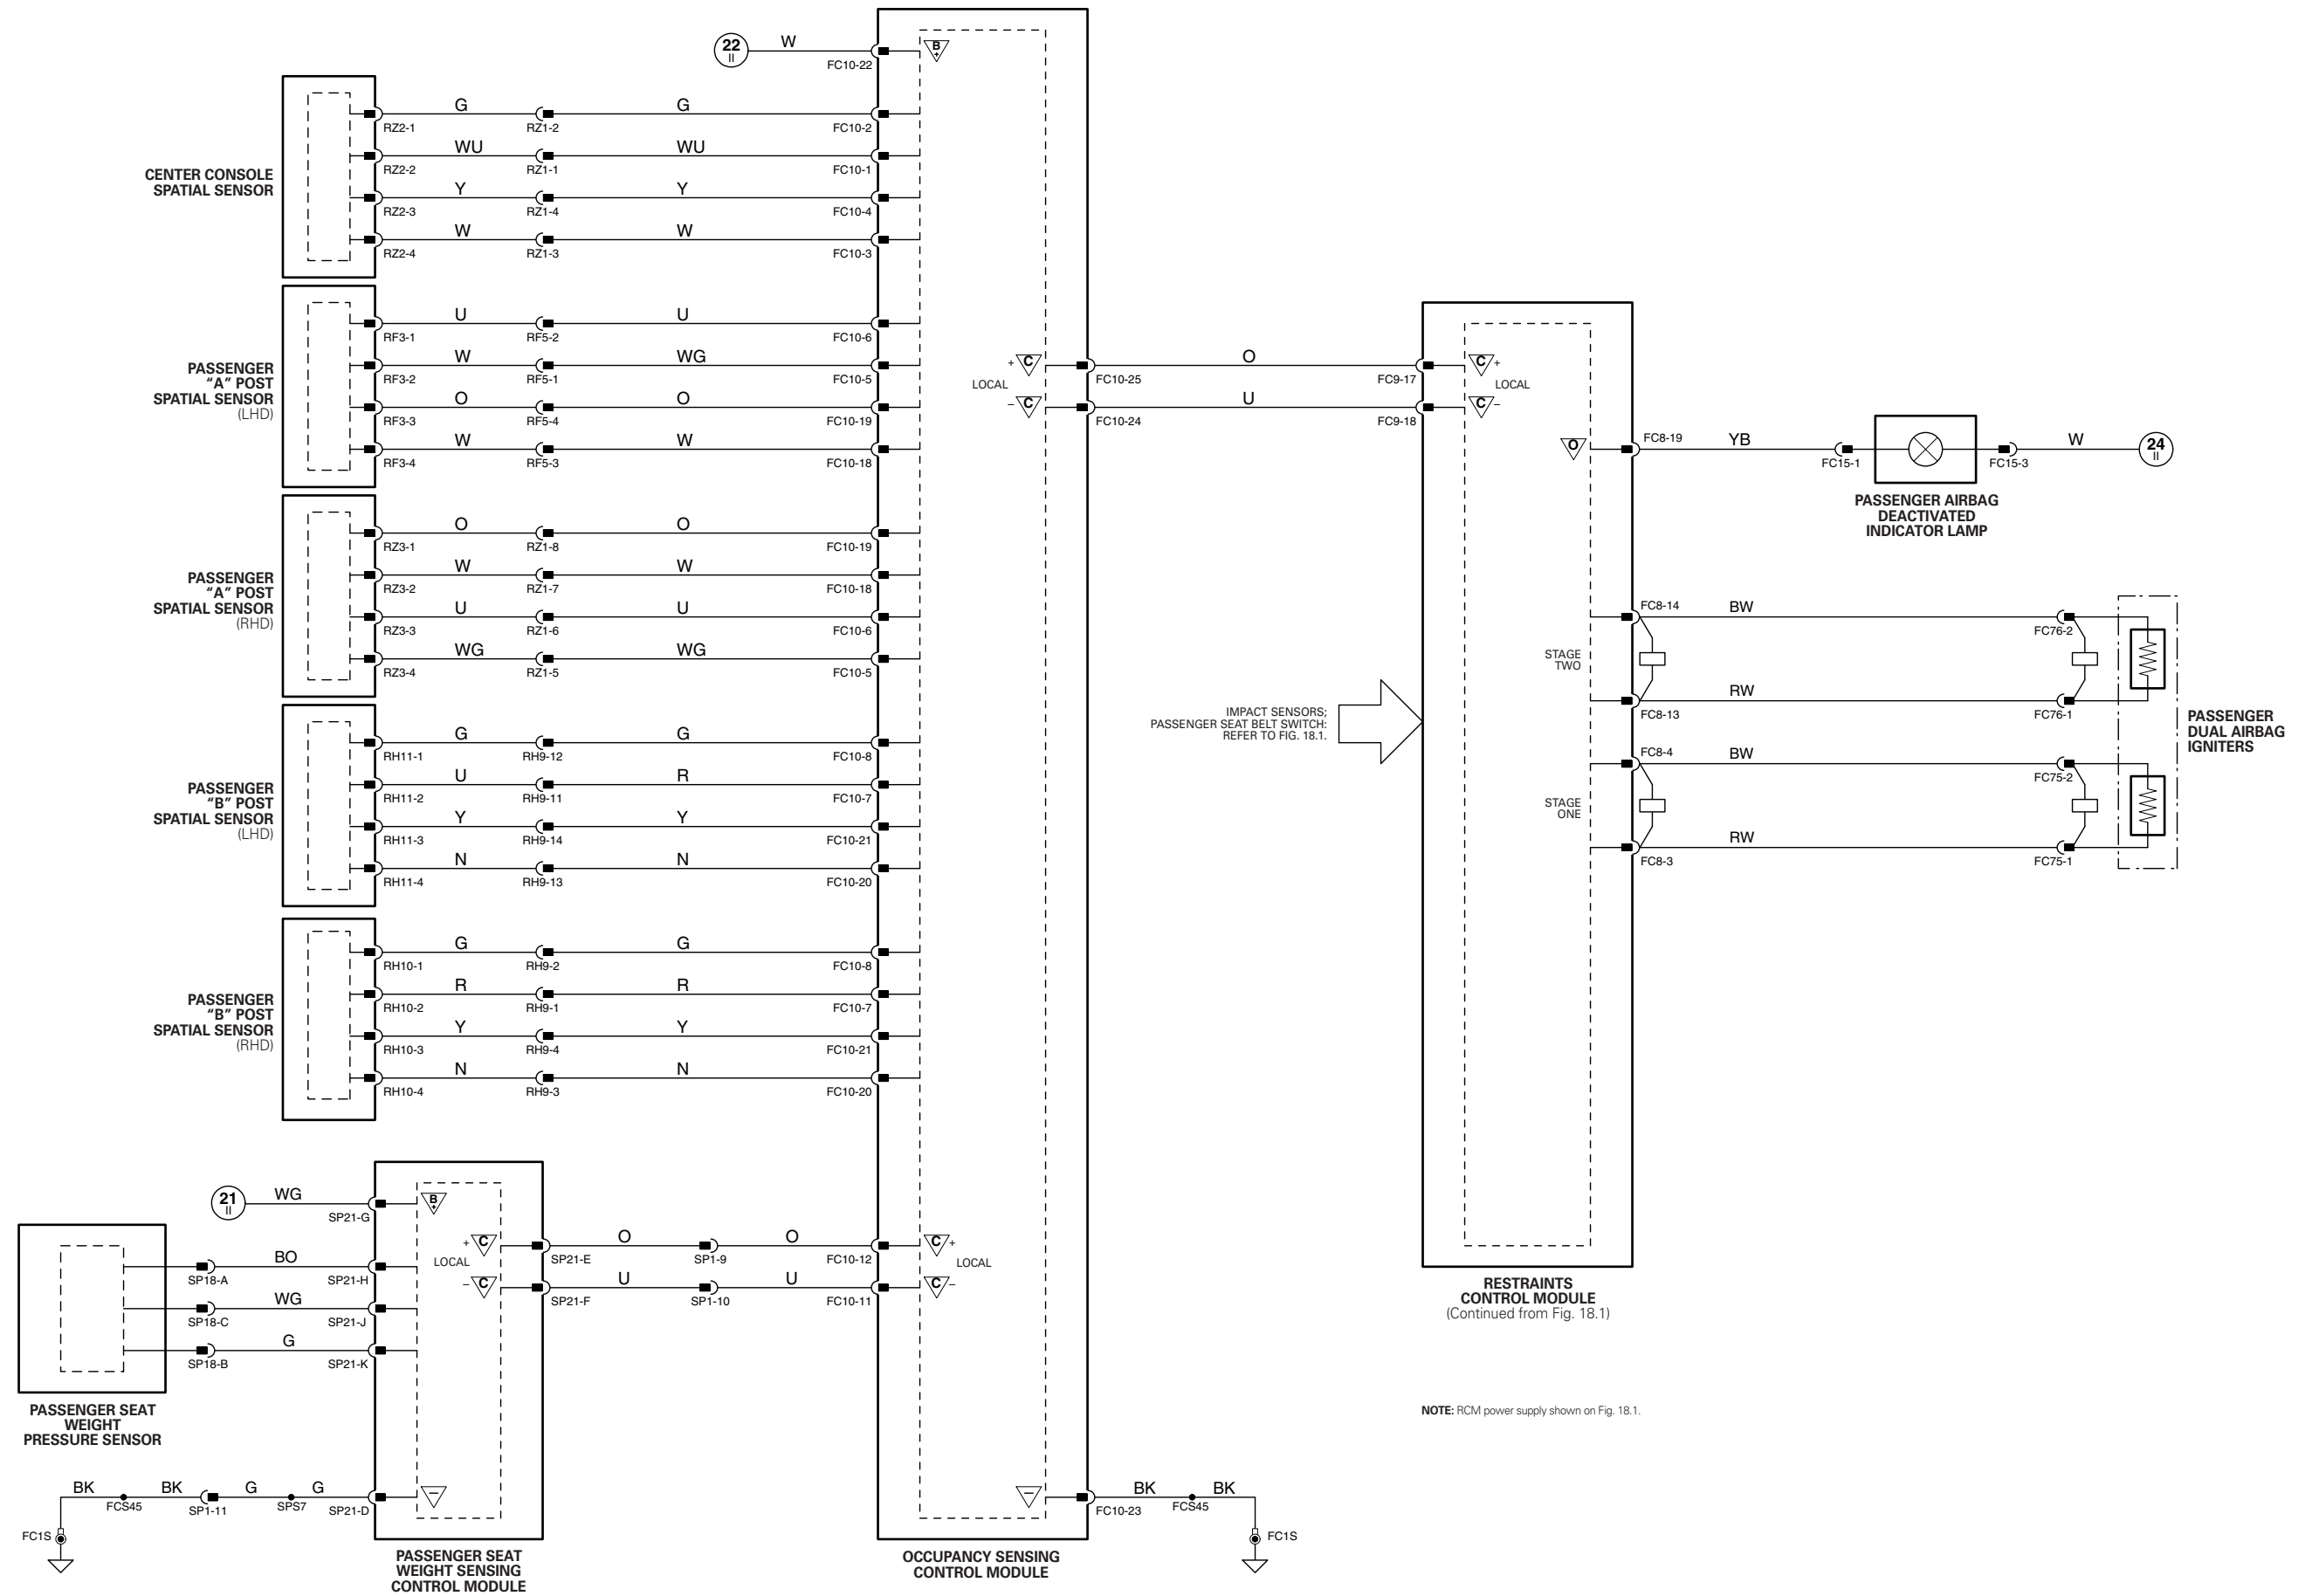 22
II
W
FC10-22
B
+
CENTER CONSOLE
SPATIAL SENSOR
G
G
RZ2-1
RZ1-2
FC10-2
WU
WU
RZ2-2
RZ1-1
FC10-1
Y
Y
RZ2-3
RZ1-4
FC10-4
W
W
RZ2-4
RZ1-3
FC10-3
PASSENGER
“A” POST
SPATIAL SENSOR
(LHD)
U
U
RF3-1
RF5-2
FC10-6
W
WG
RF3-2
RF5-1
FC10-5
O
O
RF3-3
RF5-4
FC10-19
W
W
RF3-4
RF5-3
FC10-18
PASSENGER
“A” POST
SPATIAL SENSOR
(RHD)
O
O
RZ3-1
RZ1-8
FC10-19
W
W
RZ3-2
RZ1-7
FC10-18
U
U
RZ3-3
RZ1-6
FC10-6
WG
WG
RZ3-4
RZ1-5
FC10-5
PASSENGER
“B” POST
SPATIAL SENSOR
(LHD)
G
G
RH11-1
RH9-12
FC10-8
U
R
RH11-2
RH9-11
FC10-7
Y
Y
RH11-3
RH9-14
FC10-21
N
N
RH11-4
RH9-13
FC10-20
PASSENGER
“B” POST
SPATIAL SENSOR
(RHD)
G
G
RH10-1
RH9-2
FC10-8
R
R
RH10-2
RH9-1
FC10-7
Y
Y
RH10-3
RH9-4
FC10-21
N
N
RH10-4
RH9-3
FC10-20
21
II
WG
SP21-G
B
+
BO
SP18-A
SP21-H
WG
SP18-C
SP21-J
G
SP18-B
SP21-K
PASSENGER SEAT
WEIGHT
PRESSURE SENSOR
+ C
LOCAL
– C
O
O
SP21-E
SP1-9
FC10-12
U
U
SP21-F
SP1-10
FC10-11
C +
LOCAL
C –
BK
BK
G
G
FCS45
SP1-11
SPS7
SP21-D
–
FC1S
PASSENGER SEAT
WEIGHT SENSING
CONTROL MODULE
–
BK
BK
FC10-23
FCS45
FC1S
OCCUPANCY SENSING
CONTROL MODULE
+ C
LOCAL
– C
O
FC10-25
FC9-17
U
FC10-24
FC9-18
C +
LOCAL
C –
IMPACT SENSORS;
PASSENGER SEAT BELT SWITCH:
REFER TO FIG. 18.1.
O
FC8-19
YB
FC15-1
FC15-3
W
24
II
PASSENGER AIRBAG
DEACTIVATED
INDICATOR LAMP
FC8-14
BW
FC76-2
STAGE
TWO
RW
FC8-13
FC76-1
FC8-4
BW
FC75-2
STAGE
ONE
RW
FC8-3
FC75-1
PASSENGER
DUAL AIRBAG
IGNITERS
RESTRAINTS
CONTROL MODULE
(Continued from Fig. 18.1)
NOTE: RCM power supply shown on Fig. 18.1.